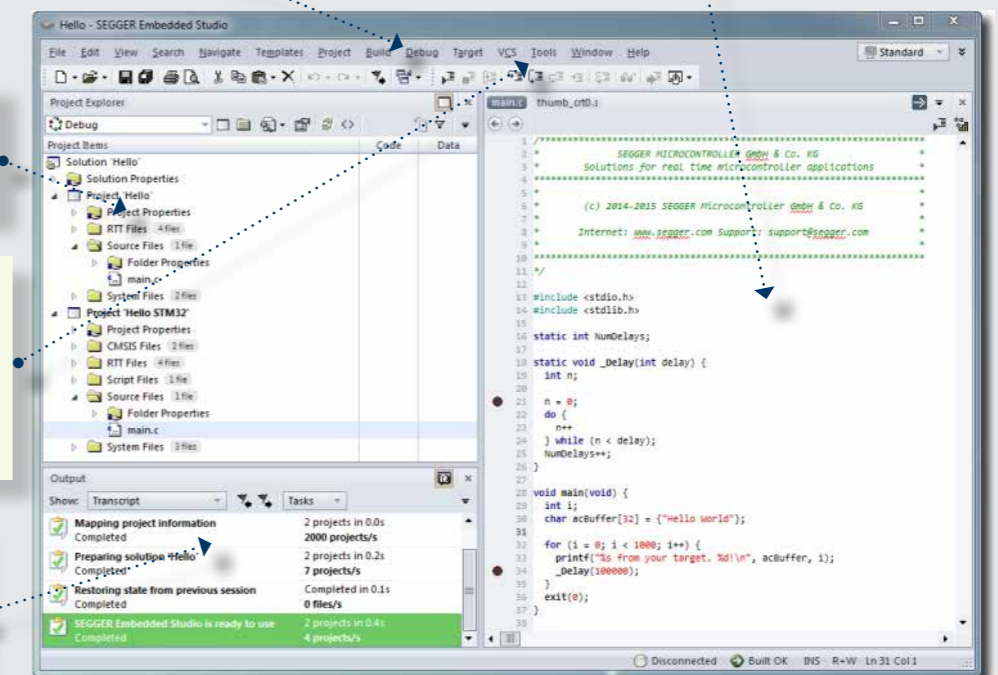 Hello - SEGGER Embedded Studio
File Edit View Search Navigate Templates Project Build Debug Target VCS Tools Window Help
Standard
Project Explorer
Debug
Project Items Code Data
Solution 'Hello'
Solution Properties
Project 'Hello'
Project Properties
RTT Files 4 files
Source Files 1 file
Folder Properties
main.c
System Files 2 files
Project 'Hello STM32'
Project Properties
CMSIS Files 2 files
RTT Files 4 files
Script Files 1 file
Source Files 1 file
Folder Properties
main.c
System Files 3 files
Output
Show: Transcript Tasks
Mapping project information 2 projects in 0.0s
Completed 2000 projects/s
Preparing solution 'Hello' 2 projects in 0.2s
Completed 7 projects/s
Restoring state from previous session Completed in 0.1s
Completed 0 files/s
SEGGER Embedded Studio is ready to use 2 projects in 0.4s
Completed 4 projects/s
main.c thumb_crt0.s
1 /*********************************************************************
2 * SEGGER MICROCONTROLLER GmbH & Co. KG *
3 * Solutions for real time microcontroller applications *
4 **********************************************************************
5 * *
6 * (c) 2014-2015 SEGGER Microcontroller GmbH & Co. KG *
7 * *
8 * Internet: www.segger.com Support: support@segger.com *
9 * *
10 **********************************************************************
11 */
12
13 #include <stdio.h>
14 #include <stdlib.h>
15
16 static int NumDelays;
17
18 static void _Delay(int delay) {
19 int n;
20
21 n = 0;
22 do {
23 n++
24 } while (n < delay);
25 NumDelays++;
26 }
27
28 void main(void) {
29 int i;
30 char acBuffer[32] = {"Hello World"};
31
32 for (i = 0; i < 1000; i++) {
33 printf("%s from your target. %d!\n", acBuffer, i);
34 _Delay(100000);
35 }
36 exit(0);
37 }
38
Disconnected Built OK INS R+W Ln 31 Col 1